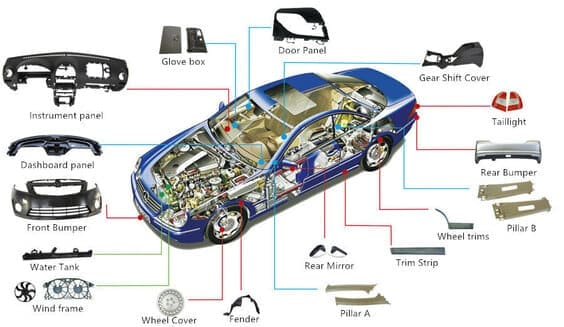 Glove box
Door Panel
Gear Shift Cover
Instrument panel
Taillight
Dashboard panel
Rear Bumper
Front Bumper
Wheel trims
Pillar B
Water Tank
Rear Mirror
Trim Strip
Wind frame
Wheel Cover
Fender
Pillar A